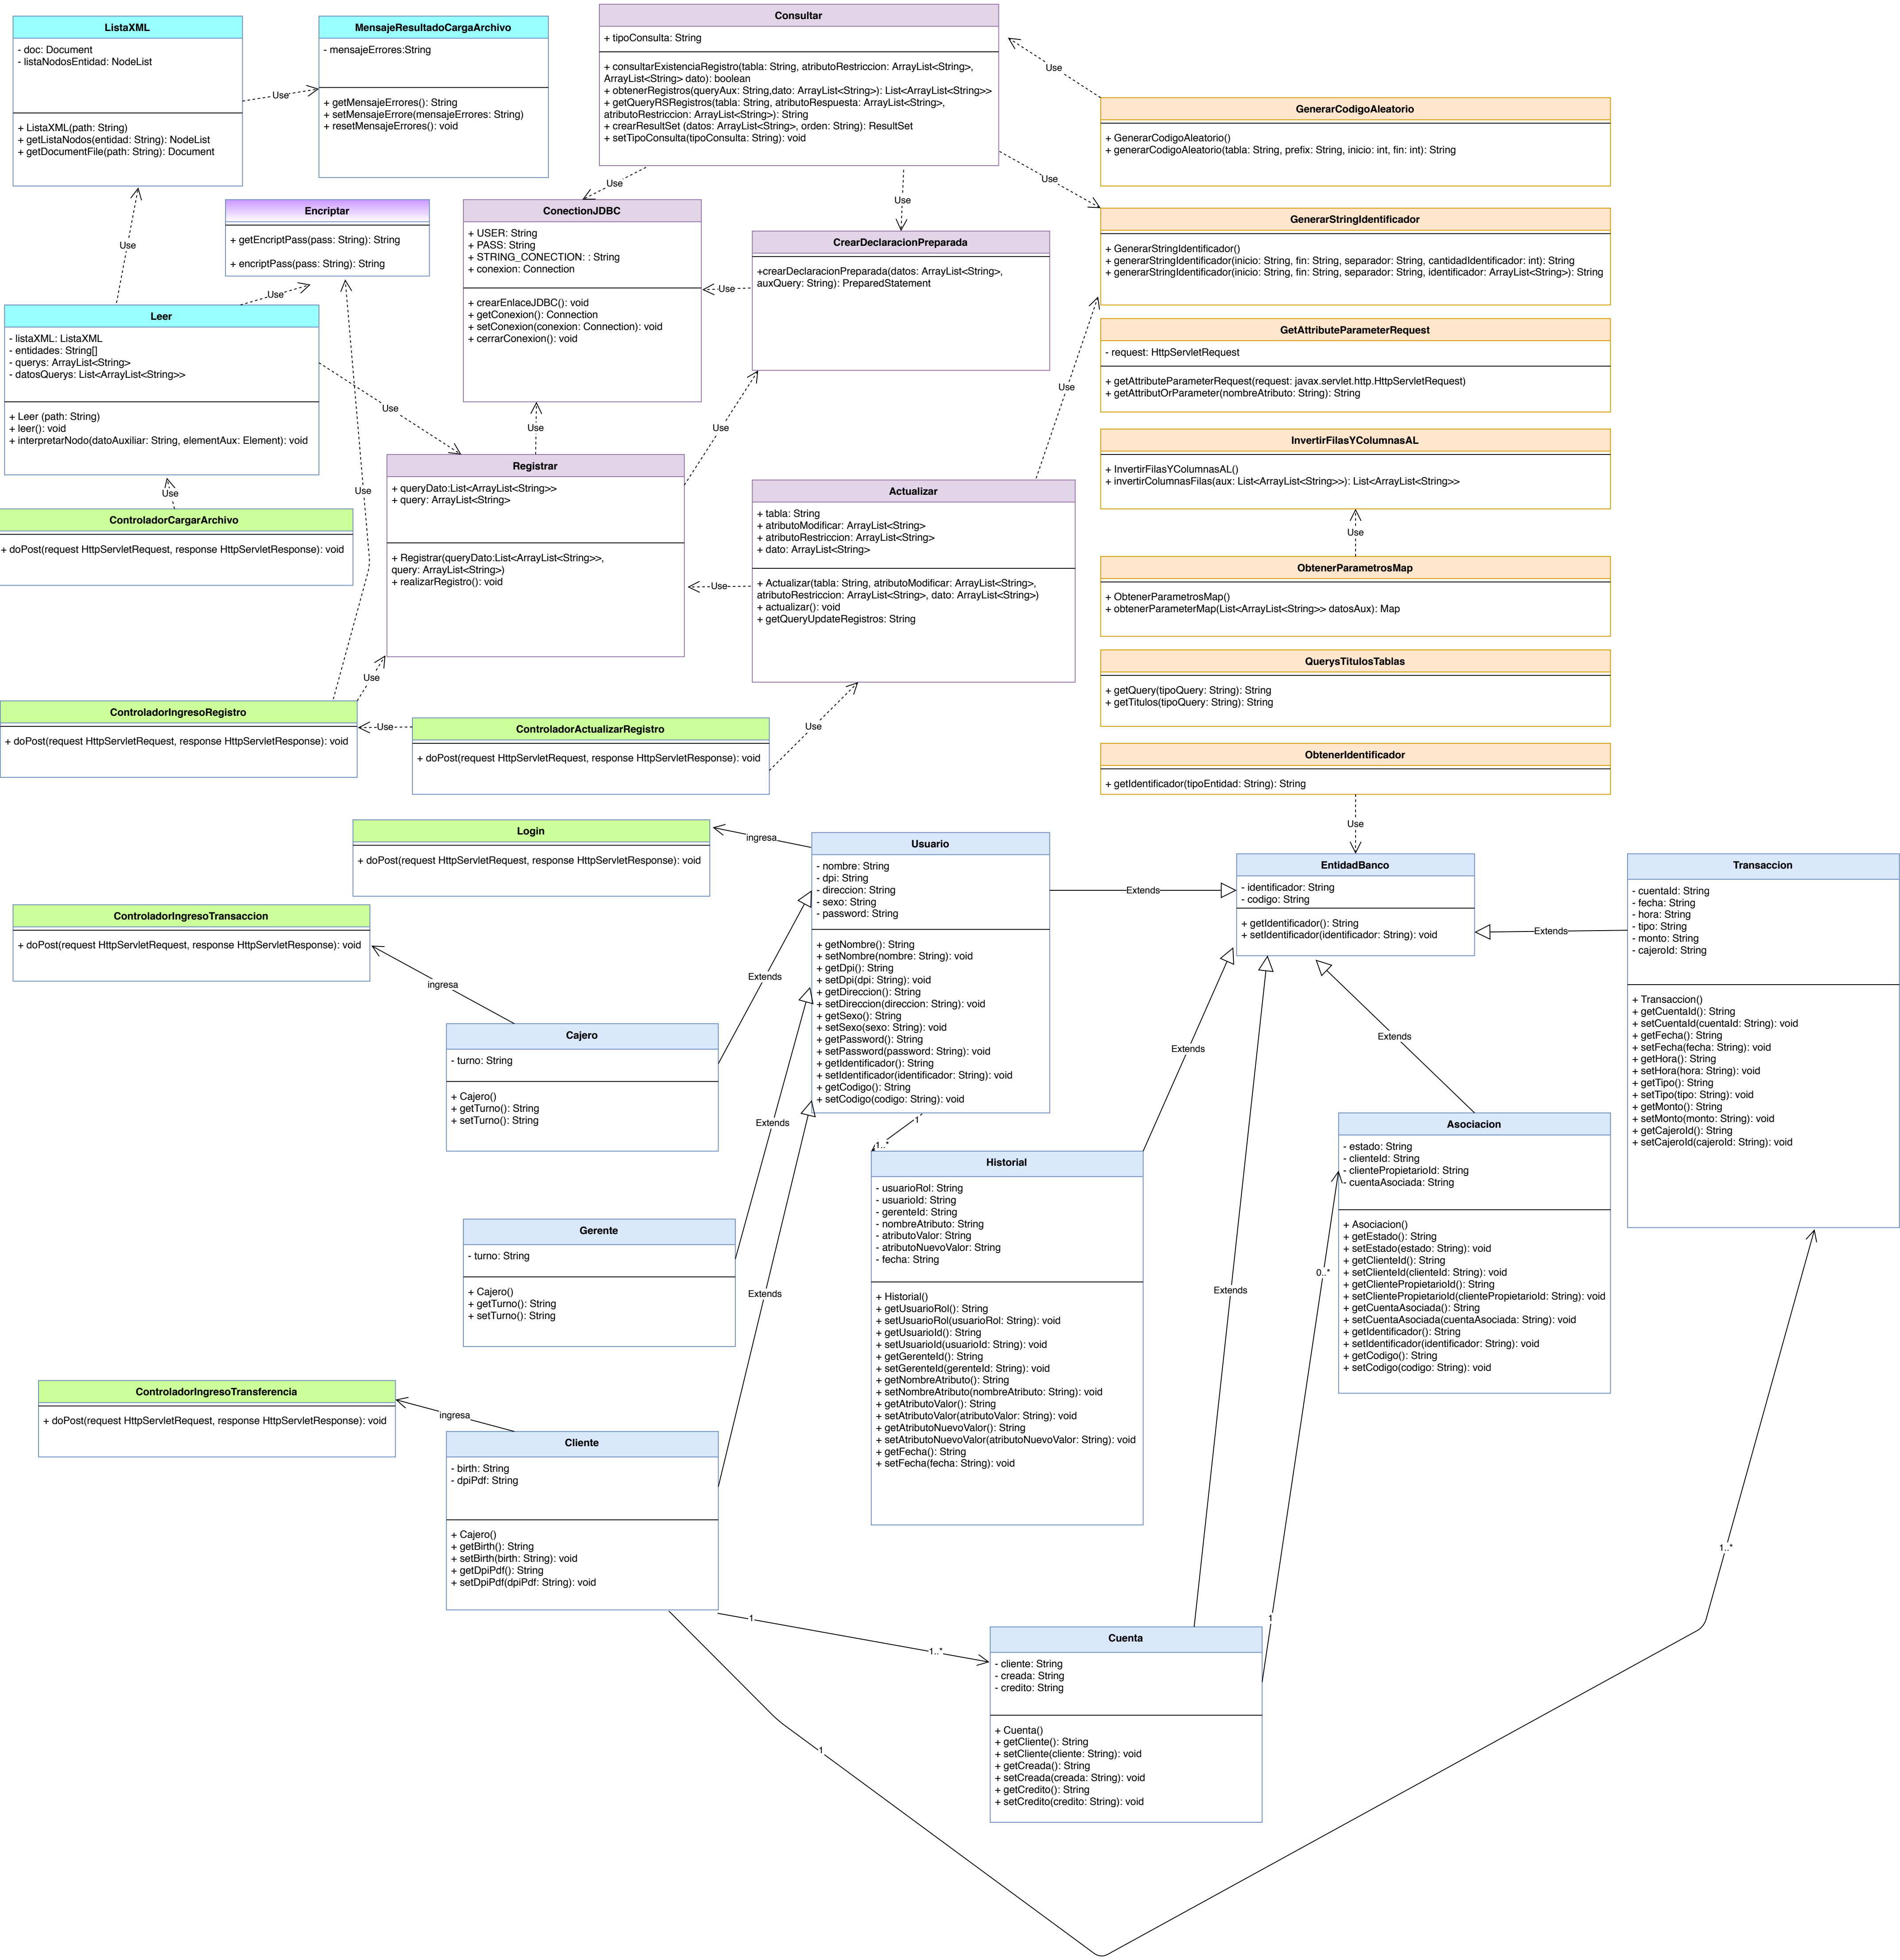 ListaXML
- doc: Document
- listaNodosEntidad: NodeList
+ ListaXML(path: String)
+ getListaNodos(entidad: String): NodeList
+ getDocumentFile(path: String): Document
Use
MensajeResultadoCargaArchivo
- mensajeErrores:String
+ getMensajeErrores(): String
+ setMensajeErrore(mensajeErrores: String)
+ resetMensajeErrores(): void
Consultar
+ tipoConsulta: String
+ consultarExistenciaRegistro(tabla: String, atributoRestriccion: ArrayList<String>,
ArrayList<String> dato): boolean
+ obtenerRegistros(queryAux: String,dato: ArrayList<String>): List<ArrayList<String>>
+ getQueryRSRegistros(tabla: String, atributoRespuesta: ArrayList<String>,
atributoRestriccion: ArrayList<String>): String
+ crearResultSet (datos: ArrayList<String>, orden: String): ResultSet
+ setTipoConsulta(tipoConsulta: String): void
Use
GenerarCodigoAleatorio
+ GenerarCodigoAleatorio()
+ generarCodigoAleatorio(tabla: String, prefix: String, inicio: int, fin: int): String
Use
Use
Use
Use
Encriptar
+ getEncriptPass(pass: String): String
+ encriptPass(pass: String): String
ConectionJDBC
+ USER: String
+ PASS: String
+ STRING_CONECTION: : String
+ conexion: Connection
+ crearEnlaceJDBC(): void
+ getConexion(): Connection
+ setConexion(conexion: Connection): void
+ cerrarConexion(): void
Use
CrearDeclaracionPreparada
+crearDeclaracionPreparada(datos: ArrayList<String>,
auxQuery: String): PreparedStatement
GenerarStringIdentificador
+ GenerarStringIdentificador()
+ generarStringIdentificador(inicio: String, fin: String, separador: String, cantidadIdentificador: int): String
+ generarStringIdentificador(inicio: String, fin: String, separador: String, identificador: ArrayList<String>): String
Use
Leer
- listaXML: ListaXML
- entidades: String[]
- querys: ArrayList<String>
- datosQuerys: List<ArrayList<String>>
+ Leer (path: String)
+ leer(): void
+ interpretarNodo(datoAuxiliar: String, elementAux: Element): void
GetAttributeParameterRequest
- request: HttpServletRequest
+ getAttributeParameterRequest(request: javax.servlet.http.HttpServletRequest)
+ getAttributOrParameter(nombreAtributo: String): String
Use
Use
Use
Use
Use
Use
InvertirFilasYColumnasAL
+ InvertirFilasYColumnasAL()
+ invertirColumnasFilas(aux: List<ArrayList<String>>): List<ArrayList<String>>
Registrar
+ queryDato:List<ArrayList<String>>
+ query: ArrayList<String>
+ Registrar(queryDato:List<ArrayList<String>>,
query: ArrayList<String>)
+ realizarRegistro(): void
Use
Actualizar
+ tabla: String
+ atributoModificar: ArrayList<String>
+ atributoRestriccion: ArrayList<String>
+ dato: ArrayList<String>
+ Actualizar(tabla: String, atributoModificar: ArrayList<String>,
atributoRestriccion: ArrayList<String>, dato: ArrayList<String>)
+ actualizar(): void
+ getQueryUpdateRegistros: String
ControladorCargarArchivo
+ doPost(request HttpServletRequest, response HttpServletResponse): void
Use
ObtenerParametrosMap
+ ObtenerParametrosMap()
+ obtenerParameterMap(List<ArrayList<String>> datosAux): Map
QuerysTitulosTablas
+ getQuery(tipoQuery: String): String
+ getTitulos(tipoQuery: String): String
Use
ControladorIngresoRegistro
+ doPost(request HttpServletRequest, response HttpServletResponse): void
Use
ControladorActualizarRegistro
+ doPost(request HttpServletRequest, response HttpServletResponse): void
Use
ObtenerIdentificador
+ getIdentificador(tipoEntidad: String): String
Use
Login
+ doPost(request HttpServletRequest, response HttpServletResponse): void
ingresa
Usuario
- nombre: String
- dpi: String
- direccion: String
- sexo: String
- password: String
+ getNombre(): String
+ setNombre(nombre: String): void
+ getDpi(): String
+ setDpi(dpi: String): void
+ getDireccion(): String
+ setDireccion(direccion: String): void
+ getSexo(): String
+ setSexo(sexo: String): void
+ getPassword(): String
+ setPassword(password: String): void
+ getIdentificador(): String
+ setIdentificador(identificador: String): void
+ getCodigo(): String
+ setCodigo(codigo: String): void
Extends
EntidadBanco
- identificador: String
- codigo: String
+ getIdentificador(): String
+ setIdentificador(identificador: String): void
Extends
Transaccion
- cuentaId: String
- fecha: String
- hora: String
- tipo: String
- monto: String
- cajeroId: String
+ Transaccion()
+ getCuentaId(): String
+ setCuentaId(cuentaId: String): void
+ getFecha(): String
+ setFecha(fecha: String): void
+ getHora(): String
+ setHora(hora: String): void
+ getTipo(): String
+ setTipo(tipo: String): void
+ getMonto(): String
+ setMonto(monto: String): void
+ getCajeroId(): String
+ setCajeroId(cajeroId: String): void
ControladorIngresoTransaccion
+ doPost(request HttpServletRequest, response HttpServletResponse): void
ingresa
Extends
Cajero
- turno: String
+ Cajero()
+ getTurno(): String
+ setTurno(): String
Extends
Extends
Extends
1
1..*
Historial
- usuarioRol: String
- usuarioId: String
- gerenteId: String
- nombreAtributo: String
- atributoValor: String
- atributoNuevoValor: String
- fecha: String
+ Historial()
+ getUsuarioRol(): String
+ setUsuarioRol(usuarioRol: String): void
+ getUsuarioId(): String
+ setUsuarioId(usuarioId: String): void
+ getGerenteId(): String
+ setGerenteId(gerenteId: String): void
+ getNombreAtributo(): String
+ setNombreAtributo(nombreAtributo: String): void
+ getAtributoValor(): String
+ setAtributoValor(atributoValor: String): void
+ getAtributoNuevoValor(): String
+ setAtributoNuevoValor(atributoNuevoValor: String): void
+ getFecha(): String
+ setFecha(fecha: String): void
Asociacion
- estado: String
- clienteId: String
- clientePropietarioId: String
- cuentaAsociada: String
+ Asociacion()
+ getEstado(): String
+ setEstado(estado: String): void
+ getClienteId(): String
+ setClienteId(clienteId: String): void
+ getClientePropietarioId(): String
+ setClientePropietarioId(clientePropietarioId: String): void
+ getCuentaAsociada(): String
+ setCuentaAsociada(cuentaAsociada: String): void
+ getIdentificador(): String
+ setIdentificador(identificador: String): void
+ getCodigo(): String
+ setCodigo(codigo: String): void
Gerente
- turno: String
+ Cajero()
+ getTurno(): String
+ setTurno(): String
Extends
Extends
0..*
ControladorIngresoTransferencia
+ doPost(request HttpServletRequest, response HttpServletResponse): void
ingresa
Cliente
- birth: String
- dpiPdf: String
+ Cajero()
+ getBirth(): String
+ setBirth(birth: String): void
+ getDpiPdf(): String
+ setDpiPdf(dpiPdf: String): void
1..*
1
1..*
1
Cuenta
- cliente: String
- creada: String
- credito: String
+ Cuenta()
+ getCliente(): String
+ setCliente(cliente: String): void
+ getCreada(): String
+ setCreada(creada: String): void
+ getCredito(): String
+ setCredito(credito: String): void
1